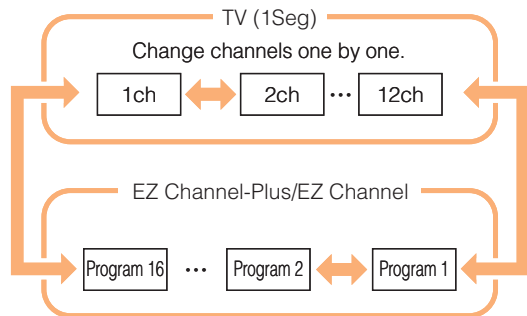 TV (1Seg)
Change channels one by one.
1ch 2ch ··· 12ch
EZ Channel-Plus/EZ Channel
Program 16 ··· Program 2 Program 1